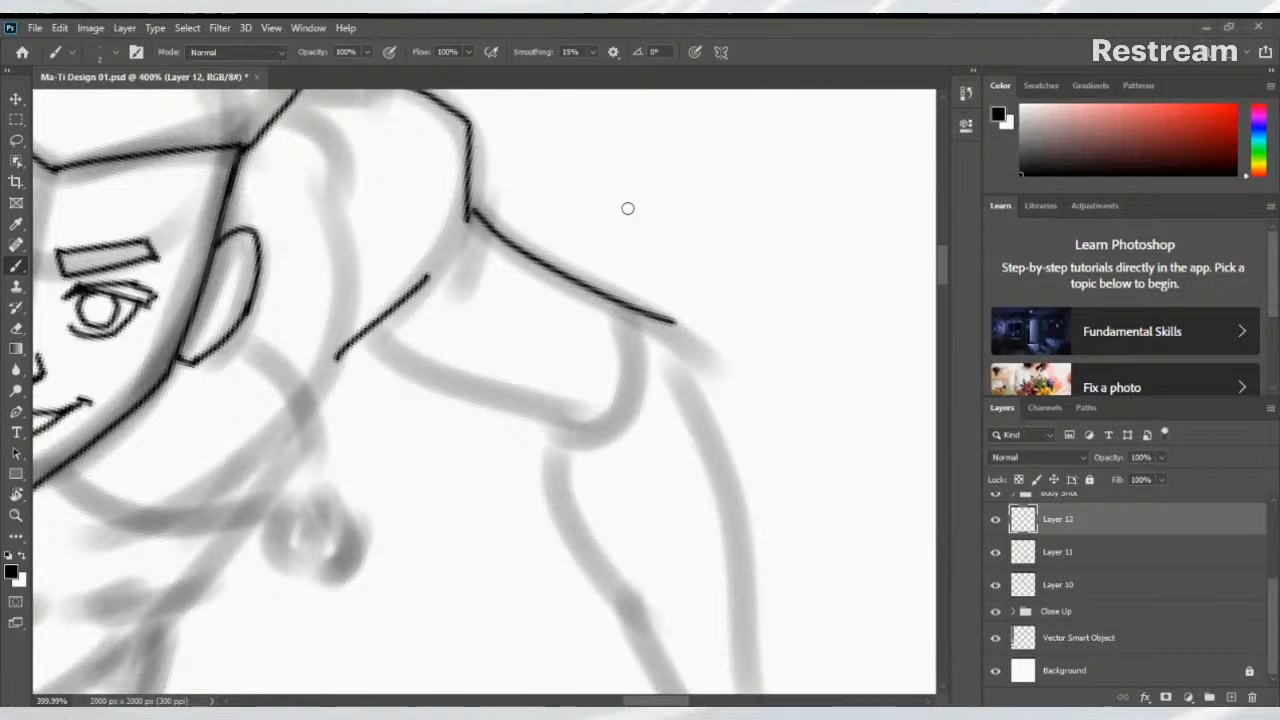 File Edit Image Layer Type Select Filter 3D View Window Help
Mode: Normal Opacity: 100% Flow: 100% Smoothing: 15% 0°
2
Restream
Ma-Ti Design 01.psd @ 400% (Layer 12, RGB/8#) *
Color Swatches Gradients Patterns
Learn Libraries Adjustments
Learn Photoshop
Step-by-step tutorials directly in the app. Pick a
topic below to begin.
Fundamental Skills
Fix a photo
Layers Channels Paths
Kind
Normal Opacity: 100%
Lock: Fill: 100%
Body Shot
Layer 12
Layer 11
Layer 10
Close Up
Vector Smart Object
Background
399.99% 2000 px x 2000 px (300 ppi)